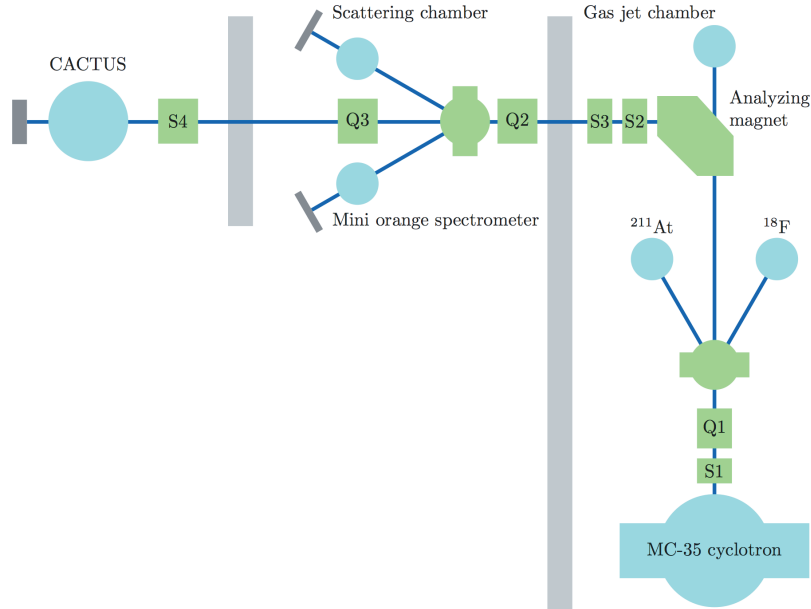 Scattering chamber
Gas jet chamber
CACTUS
Analyzing
magnet
S4
Q3
Q2
S3
S2
Mini orange spectrometer
²¹¹At
¹⁸F
Q1
S1
MC-35 cyclotron